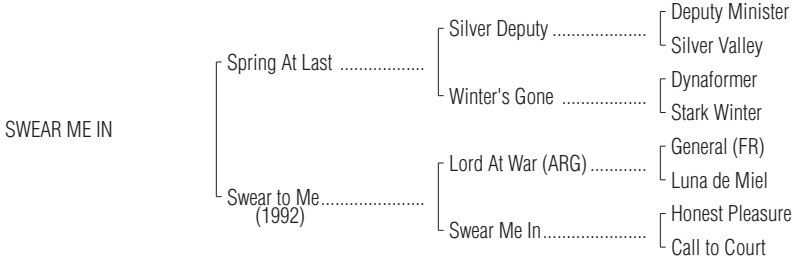 Deputy Minister
Silver Deputy ....................
Silver Valley
Spring At Last ..................
Dynaformer
Winter's Gone ..................
Stark Winter
SWEAR ME IN
General (FR)
Lord At War (ARG) ............
Luna de Miel
Swear to Me......................
(1992)
Honest Pleasure
Swear Me In......................
Call to Court